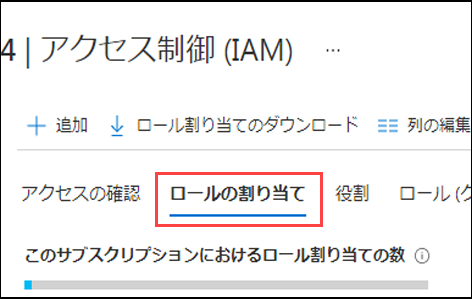 4 | アクセス制御 (IAM) ...
追加 ロール割り当てのダウンロード 列の編集
アクセスの確認 ロールの割り当て 役割 ロール (ク
このサブスクリプションにおけるロール割り当ての数